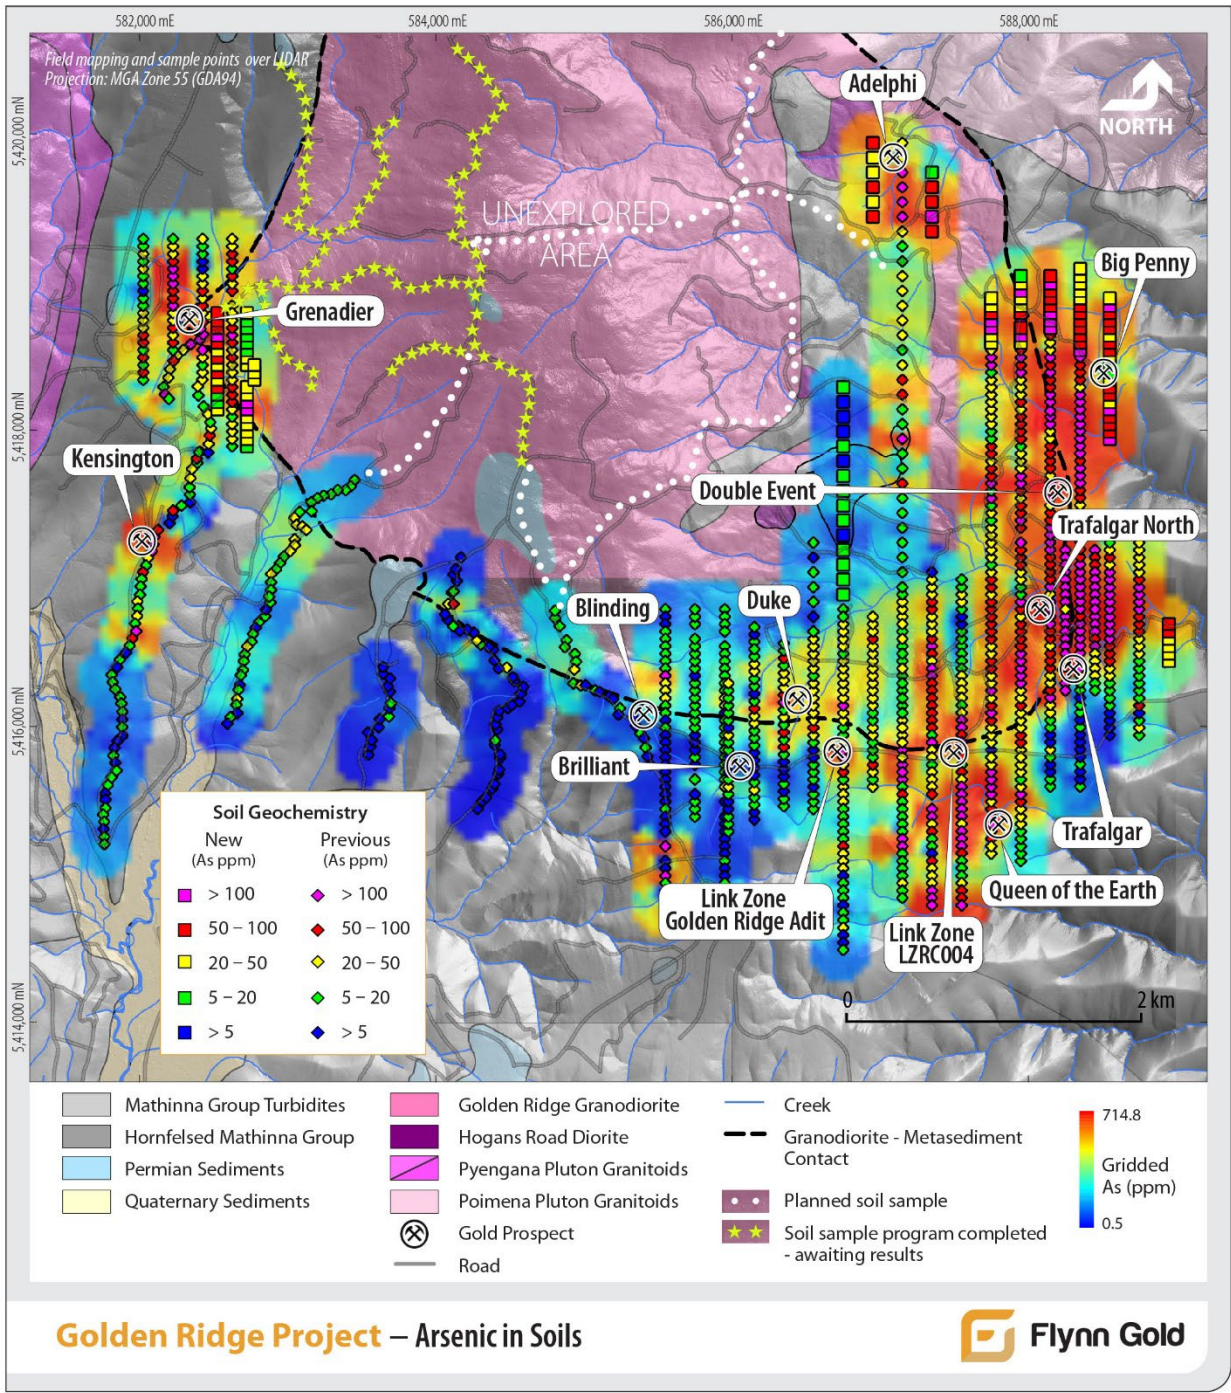 582,000 mE
584,000 mE
586,000 mE
588,000 mE
Field mapping and sample points over LIDAR
Projection: MGA Zone 55 (GDA94)
NORTH
5,420,000 mN
5,418,000 mN
5,416,000 mN
5,414,000 mN
Adelphi
UNEXPLORED
AREA
Big Penny
Grenadier
Kensington
Double Event
Trafalgar North
Blinding
Duke
Brilliant
Trafalgar
Link Zone
Golden Ridge Adit
Queen of the Earth
Link Zone
LZRC004
0
2 km
Soil Geochemistry
New Previous
(As ppm) (As ppm)
> 100 > 100
50 – 100 50 – 100
20 – 50 20 – 50
5 – 20 5 – 20
> 5 > 5
Mathinna Group Turbidites
Hornfelsed Mathinna Group
Permian Sediments
Quaternary Sediments
Golden Ridge Granodiorite
Hogans Road Diorite
Pyengana Pluton Granitoids
Poimena Pluton Granitoids
Gold Prospect
Road
Creek
Granodiorite - Metasediment
Contact
Planned soil sample
Soil sample program completed
- awaiting results
714.8
Gridded
As (ppm)
0.5
Golden Ridge Project – Arsenic in Soils
Flynn Gold